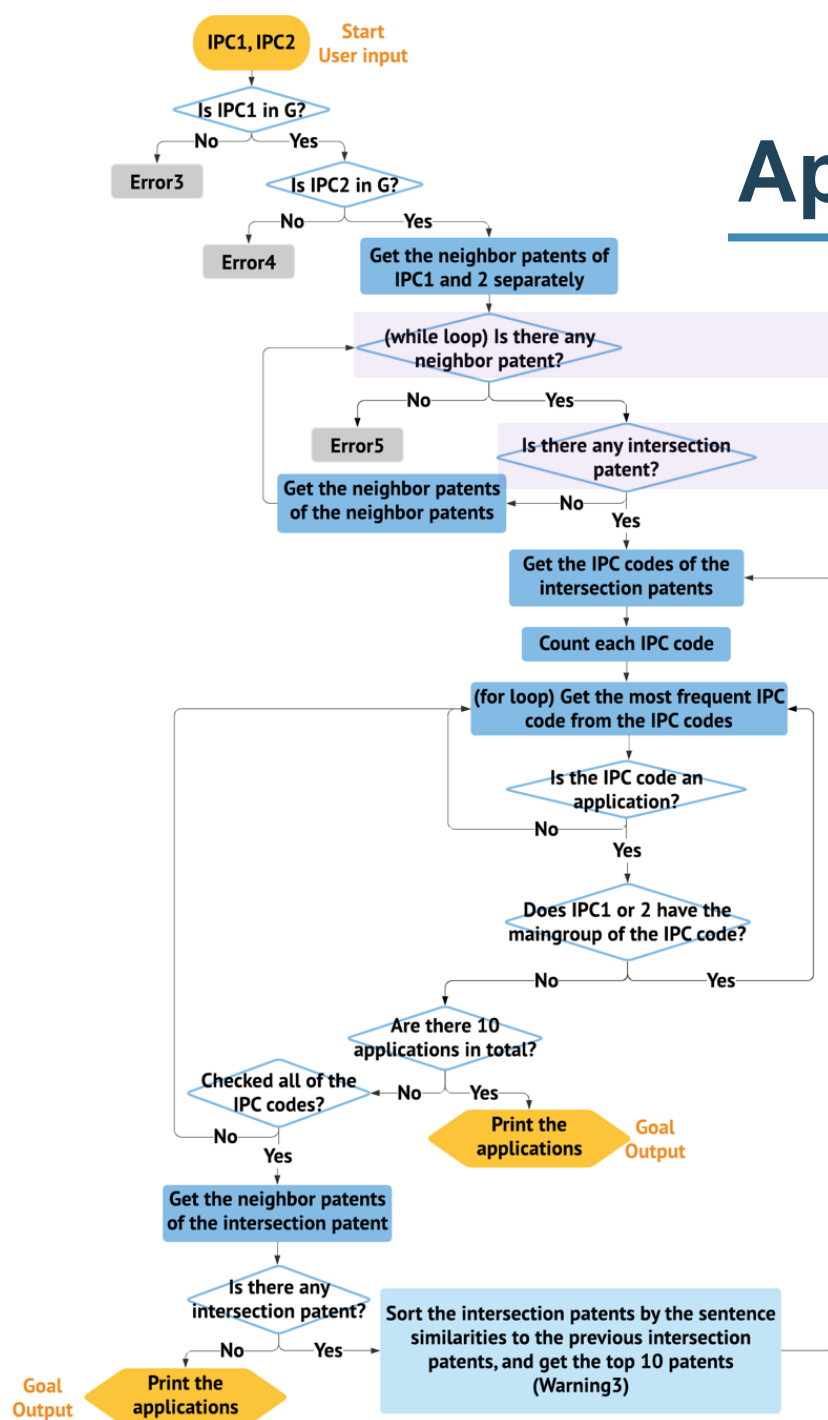 IPC1, IPC2
Start
User input
Is IPC1 in G?
No
Yes
Error3
Is IPC2 in G?
No
Yes
Error4
Get the neighbor patents of
IPC1 and 2 separately
Ap
(while loop) Is there any
neighbor patent?
No
Yes
Error5
Is there any intersection
patent?
Get the neighbor patents
of the neighbor patents
No
Yes
Get the IPC codes of the
intersection patents
Count each IPC code
(for loop) Get the most frequent IPC
code from the IPC codes
Is the IPC code an
application?
No
Yes
Does IPC1 or 2 have the
maingroup of the IPC code?
No
Yes
Are there 10
applications in total?
No
Yes
Checked all of the
IPC codes?
No
Yes
Print the
applications
Goal
Output
Get the neighbor patents
of the intersection patent
Is there any
intersection patent?
No
Yes
Sort the intersection patents by the sentence
similarities to the previous intersection
patents, and get the top 10 patents
(Warning3)
Goal
Output
Print the
applications